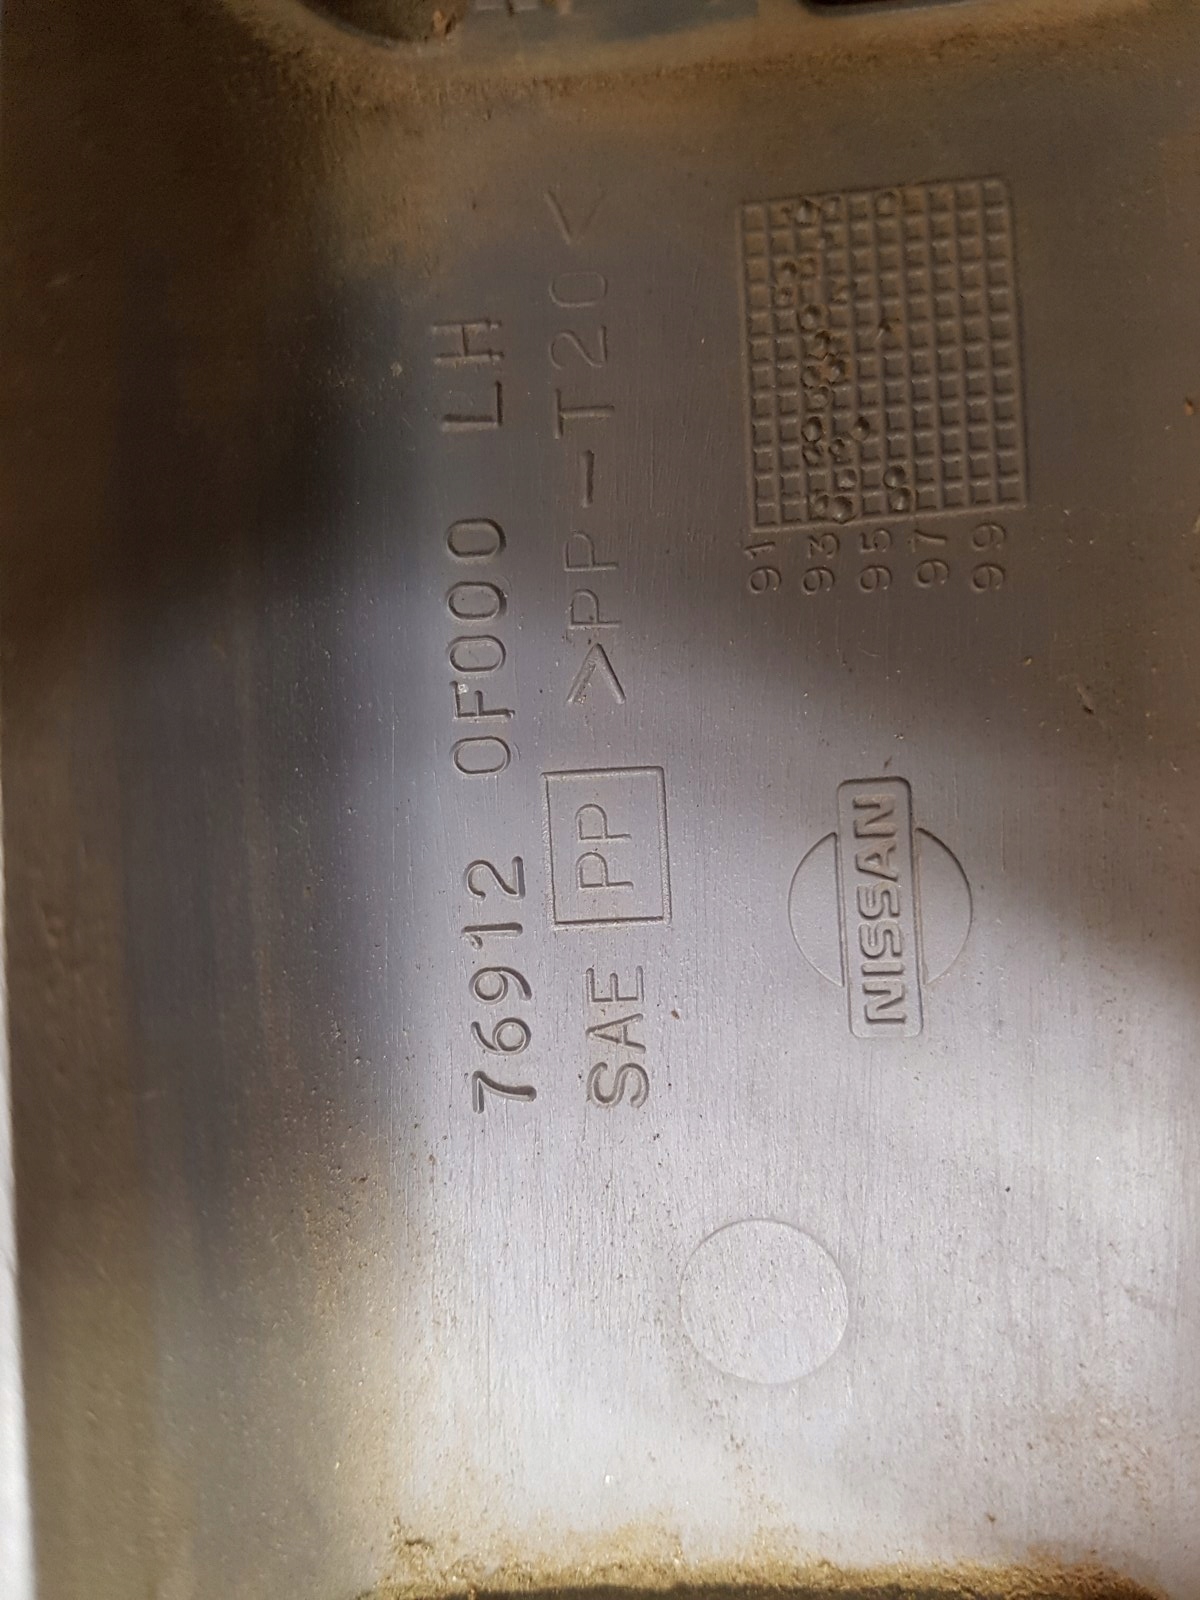 76912 0F000 LH
SAE PP >PP-T20<
NISSAN
91
93
95
97
99